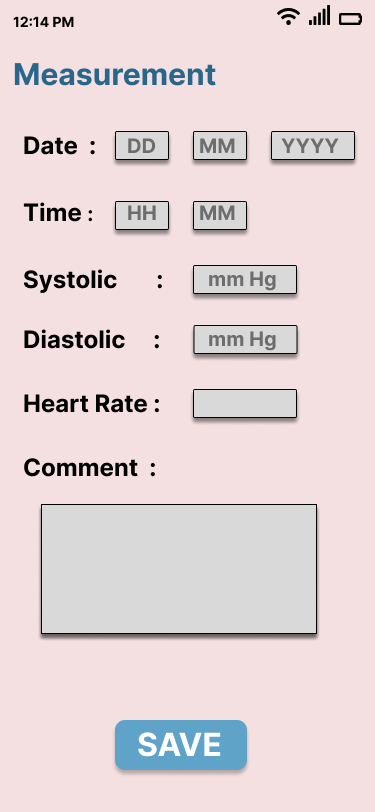 12:14 PM
Measurement
Date : DD MM YYYY
Time : HH MM
Systolic : mm Hg
Diastolic : mm Hg
Heart Rate :
Comment :
SAVE